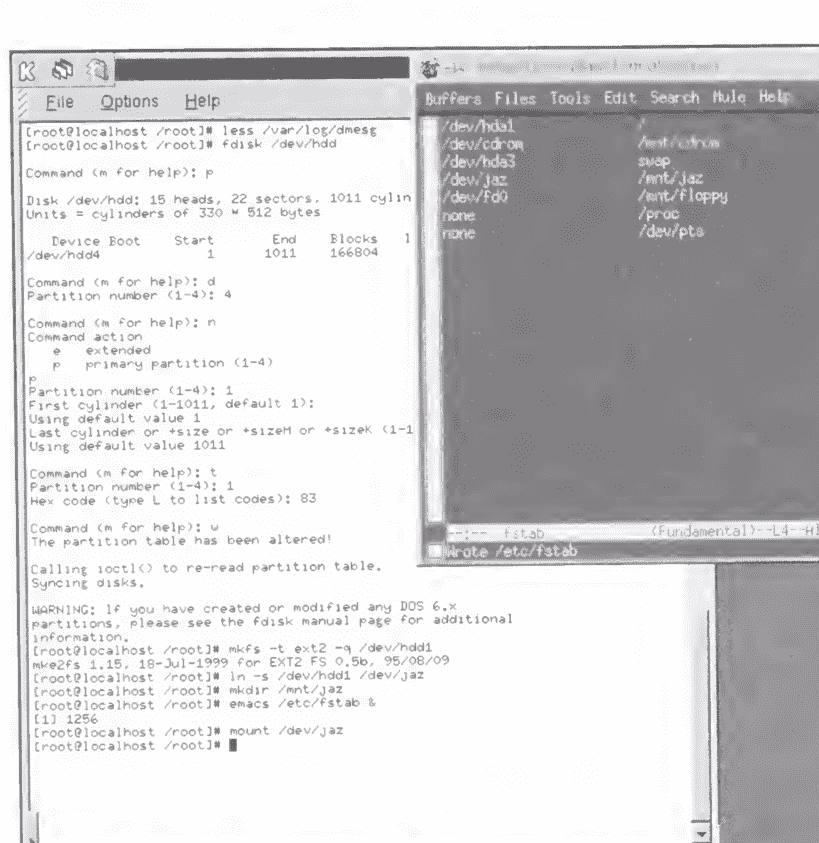 File Options Help
[root@localhost /root]# less /var/log/dmesg
[root@localhost /root]# fdisk /dev/hdd
Command (m for help): p
Disk /dev/hdd: 15 heads, 22 sectors, 1011 cylin
Units = cylinders of 330 * 512 bytes
Device Boot Start End Blocks I
/dev/hdd4 1 1011 166804
Command (m for help): d
Partition number (1-4): 4
Command (m for help): n
Command action
e extended
p primary partition (1-4)
p
Partition number (1-4): 1
First cylinder (1-1011, default 1):
Using default value 1
Last cylinder or +size or +sizeM or +sizeK (1-1
Using default value 1011
Command (m for help): t
Partition number (1-4): 1
Hex code (type L to list codes): 83
Command (m for help): w
The partition table has been altered!
Calling ioctl() to re-read partition table.
Syncing disks.
WARNING: If you have created or modified any DOS 6.x
partitions, please see the fdisk manual page for additional
information.
[root@localhost /root]# mkfs -t ext2 -q /dev/hdd1
mke2fs 1.15, 18-Jul-1999 for EXT2 FS 0.5b, 95/08/09
[root@localhost /root]# ln -s /dev/hdd1 /dev/jaz
[root@localhost /root]# mkdir /mnt/jaz
[root@localhost /root]# emacs /etc/fstab &
[1] 1256
[root@localhost /root]# mount /dev/jaz
[root@localhost /root]#
Buffers Files Tools Edit Search Mule Help
/dev/hda1 /
/dev/cdrom /mnt/cdrom
/dev/hda3 swap
/dev/jaz /mnt/jaz
/dev/fd0 /mnt/floppy
none /proc
none /dev/pts
--:-- fstab (Fundamental)--L4--Hl
Wrote /etc/fstab